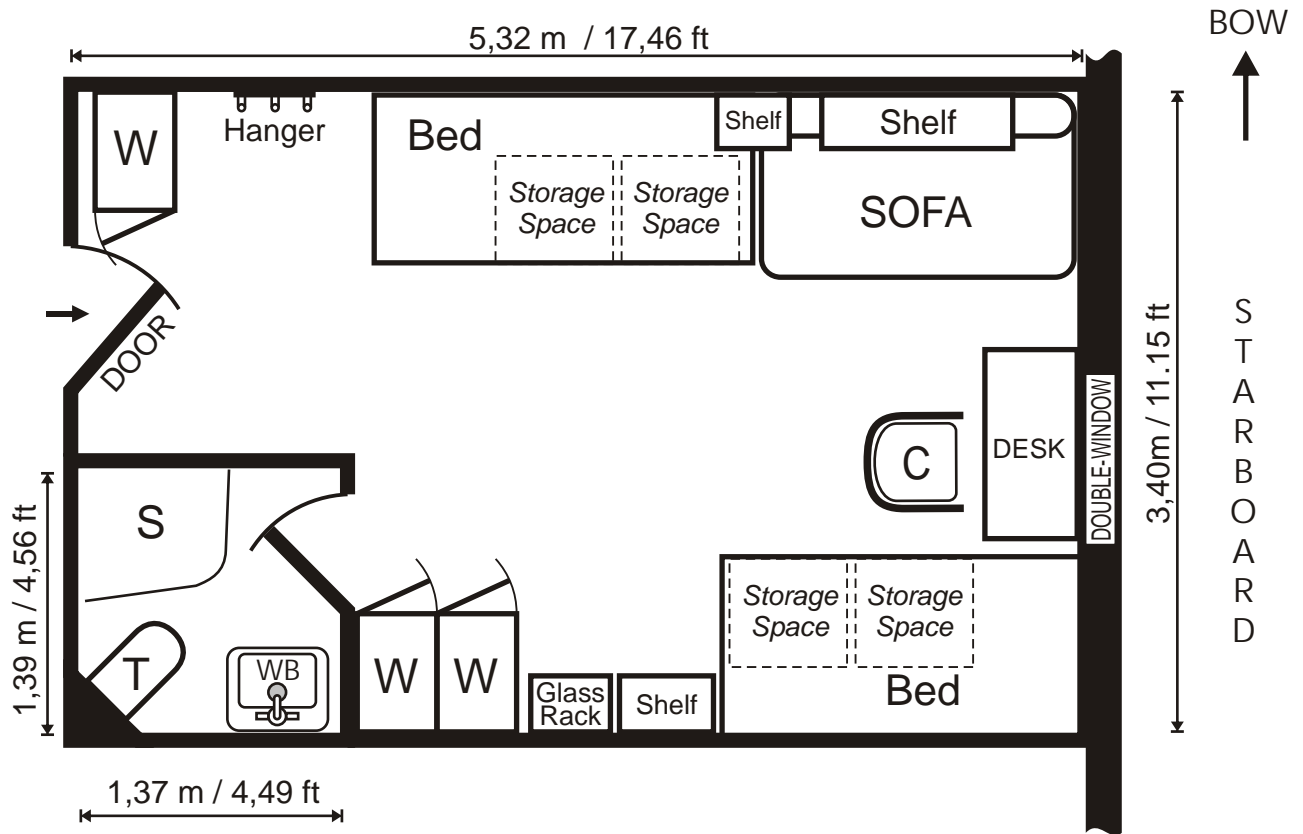 BOW
5,32 m / 17,46 ft
W
Hanger
Bed
Shelf
Shelf
Storage
Space
Storage
Space
SOFA
DOOR
3,40m / 11.15 ft
STARBOARD
C
DESK
DOUBLE-WINDOW
1,39 m / 4,56 ft
S
T
WB
W
W
Glass
Rack
Shelf
Storage
Space
Storage
Space
Bed
1,37 m / 4,49 ft